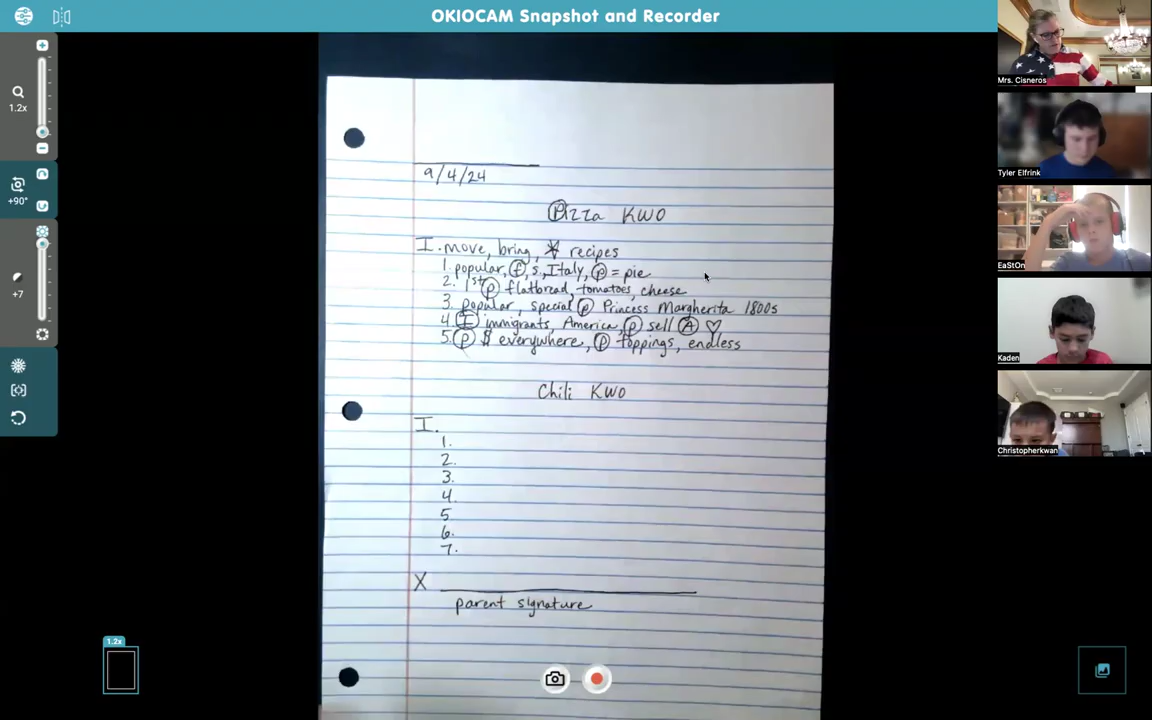 OKIOCAM Snapshot and Recorder
1.2x
+90°
+7
9/4/24
Pizza KWO
I. move, bring, * recipes
1. popular, f, s, Italy, p = pie
2. 1st p flatbread, tomatoes, cheese
3. popular, special p Princess Margherita 1800s
4. I immigrants, America, p sell A ♡
5. p $ everywhere, p toppings, endless
Chili KWO
I.
1.
2.
3.
4.
5.
6.
7.
X
parent signature
1.2x
Mrs. Cisneros
Tyler Elfrink
EaStOn
Kaden
Christopherkwan